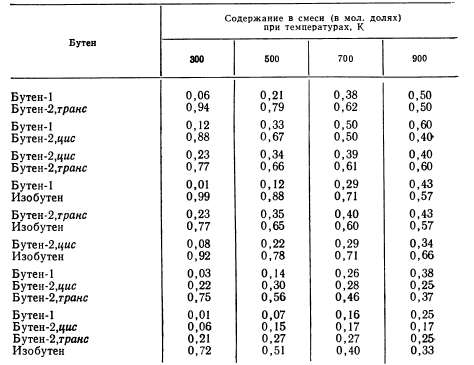 Бутен
Содержание в смеси (в мол. долях)
при температурах, К
300 500 700 900
Бутен-1 0,06 0,21 0,38 0,50
Бутен-2,транс 0,94 0,79 0,62 0,50
Бутен-1 0,12 0,33 0,50 0,60
Бутен-2,цис 0,88 0,67 0,50 0,40
Бутен-2,цис 0,23 0,34 0,39 0,40
Бутен-2,транс 0,77 0,66 0,61 0,60
Бутен-1 0,01 0,12 0,29 0,43
Изобутен 0,99 0,88 0,71 0,57
Бутен-2,транс 0,23 0,35 0,40 0,43
Изобутен 0,77 0,65 0,60 0,57
Бутен-2,цис 0,08 0,22 0,29 0,34
Изобутен 0,92 0,78 0,71 0,66
Бутен-1 0,03 0,14 0,26 0,38
Бутен-2,цис 0,22 0,30 0,28 0,25
Бутен-2,транс 0,75 0,56 0,46 0,37
Бутен-1 0,01 0,07 0,16 0,25
Бутен-2,цис 0,06 0,15 0,17 0,17
Бутен-2,транс 0,21 0,27 0,27 0,25
Изобутен 0,72 0,51 0,40 0,33